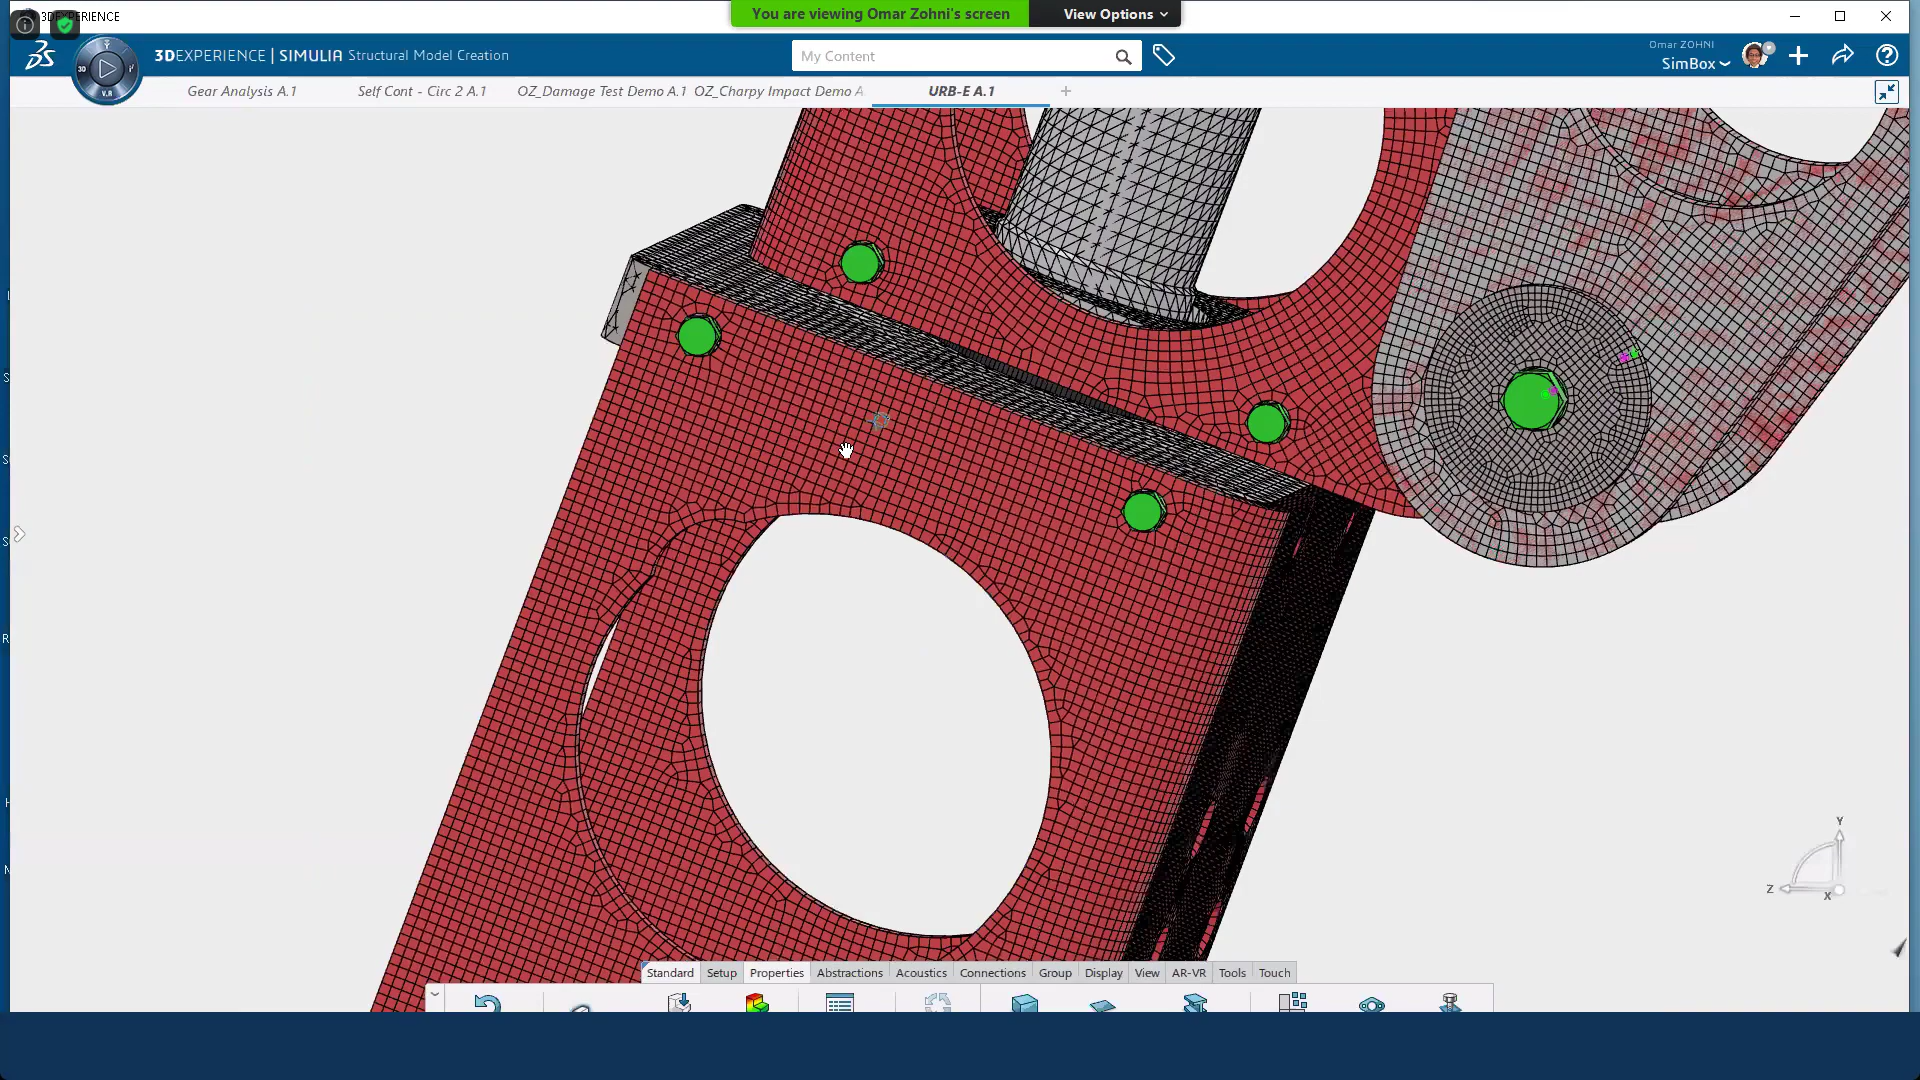 3DEXPERIENCE
You are viewing Omar Zohni's screen
View Options
3DEXPERIENCE | SIMULIA Structural Model Creation
My Content
Omar ZOHNI
SimBox
3D
V.R
Gear Analysis A.1
Self Cont - Circ 2 A.1
OZ_Damage Test Demo A.1
OZ_Charpy Impact Demo A
URB-E A.1
Y
Z
X
Standard
Setup
Properties
Abstractions
Acoustics
Connections
Group
Display
View
AR-VR
Tools
Touch